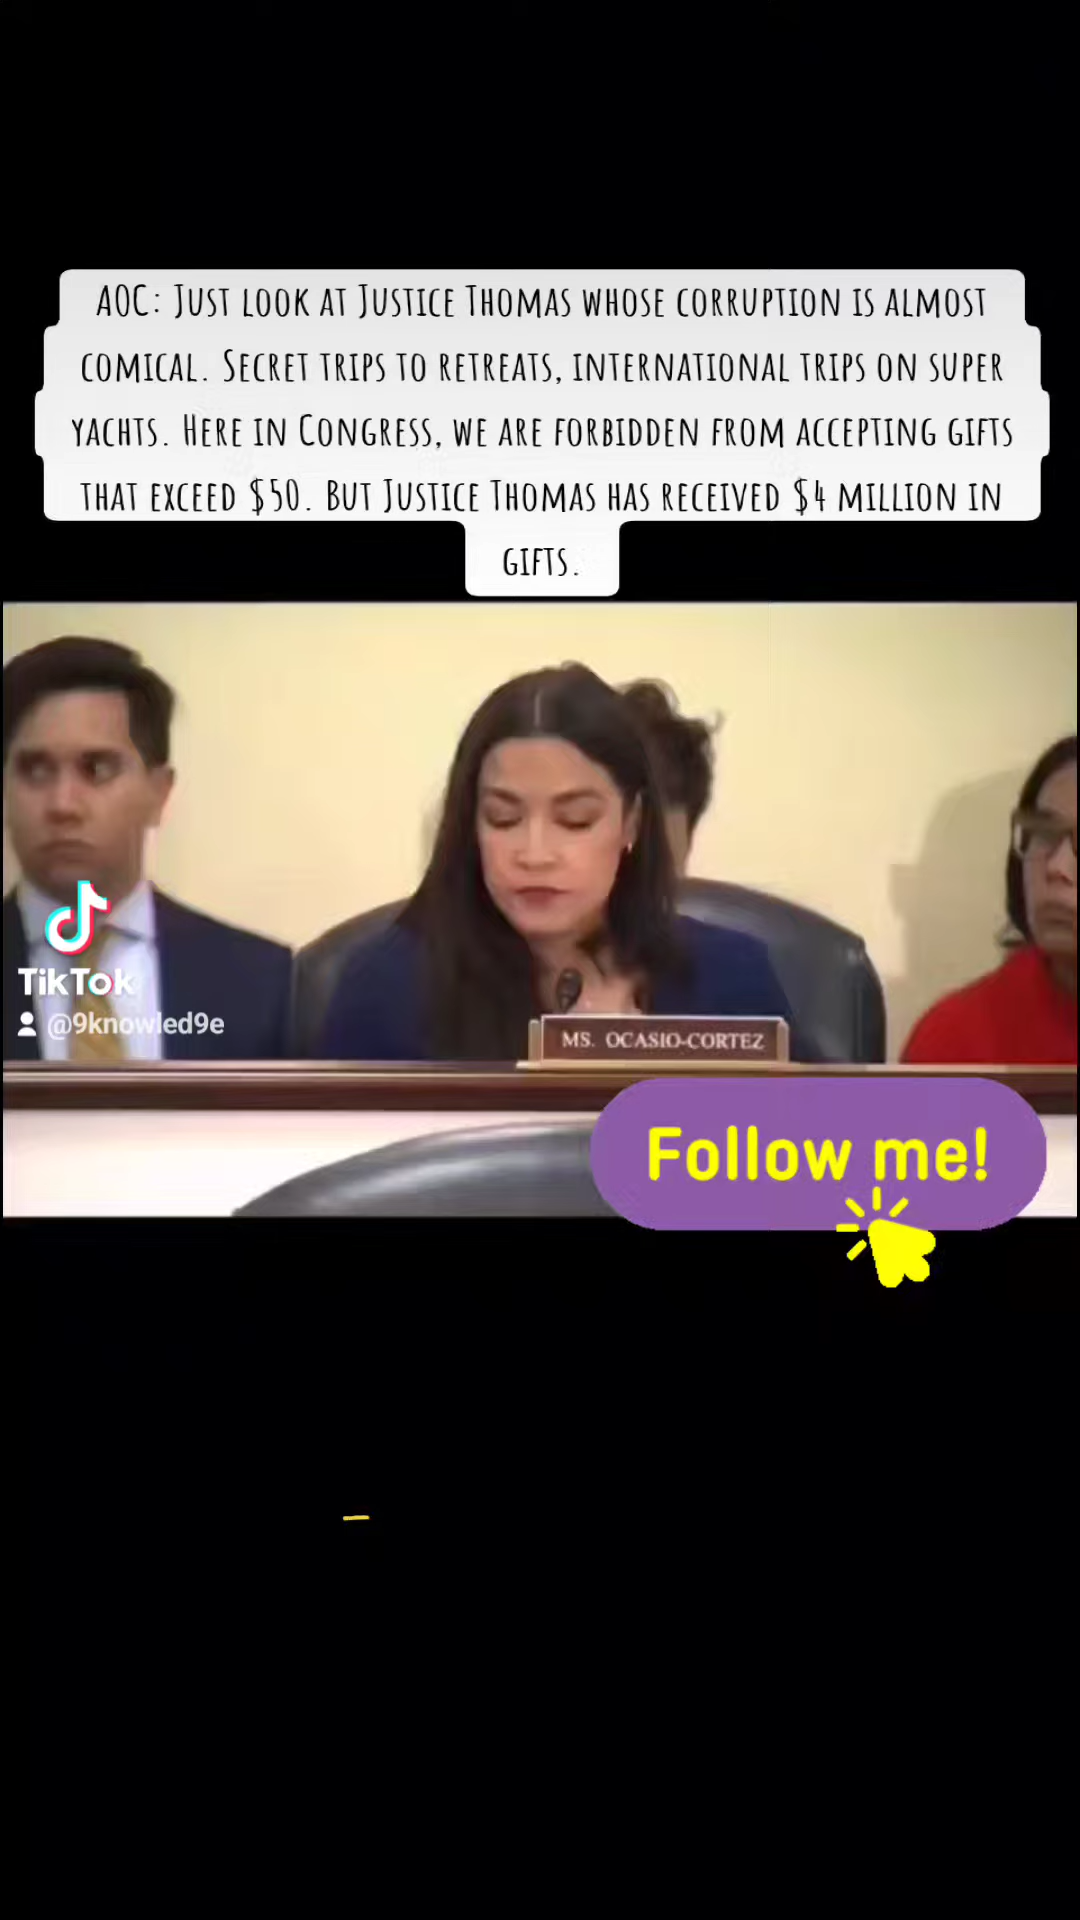 AOC: Just look at Justice Thomas whose corruption is almost
comical. Secret trips to retreats, international trips on super
yachts. Here in Congress, we are forbidden from accepting gifts
that exceed $50. But Justice Thomas has received $4 million in
gifts.
TikTok
@9knowled9e
MS. OCASIO-CORTEZ
Follow me!